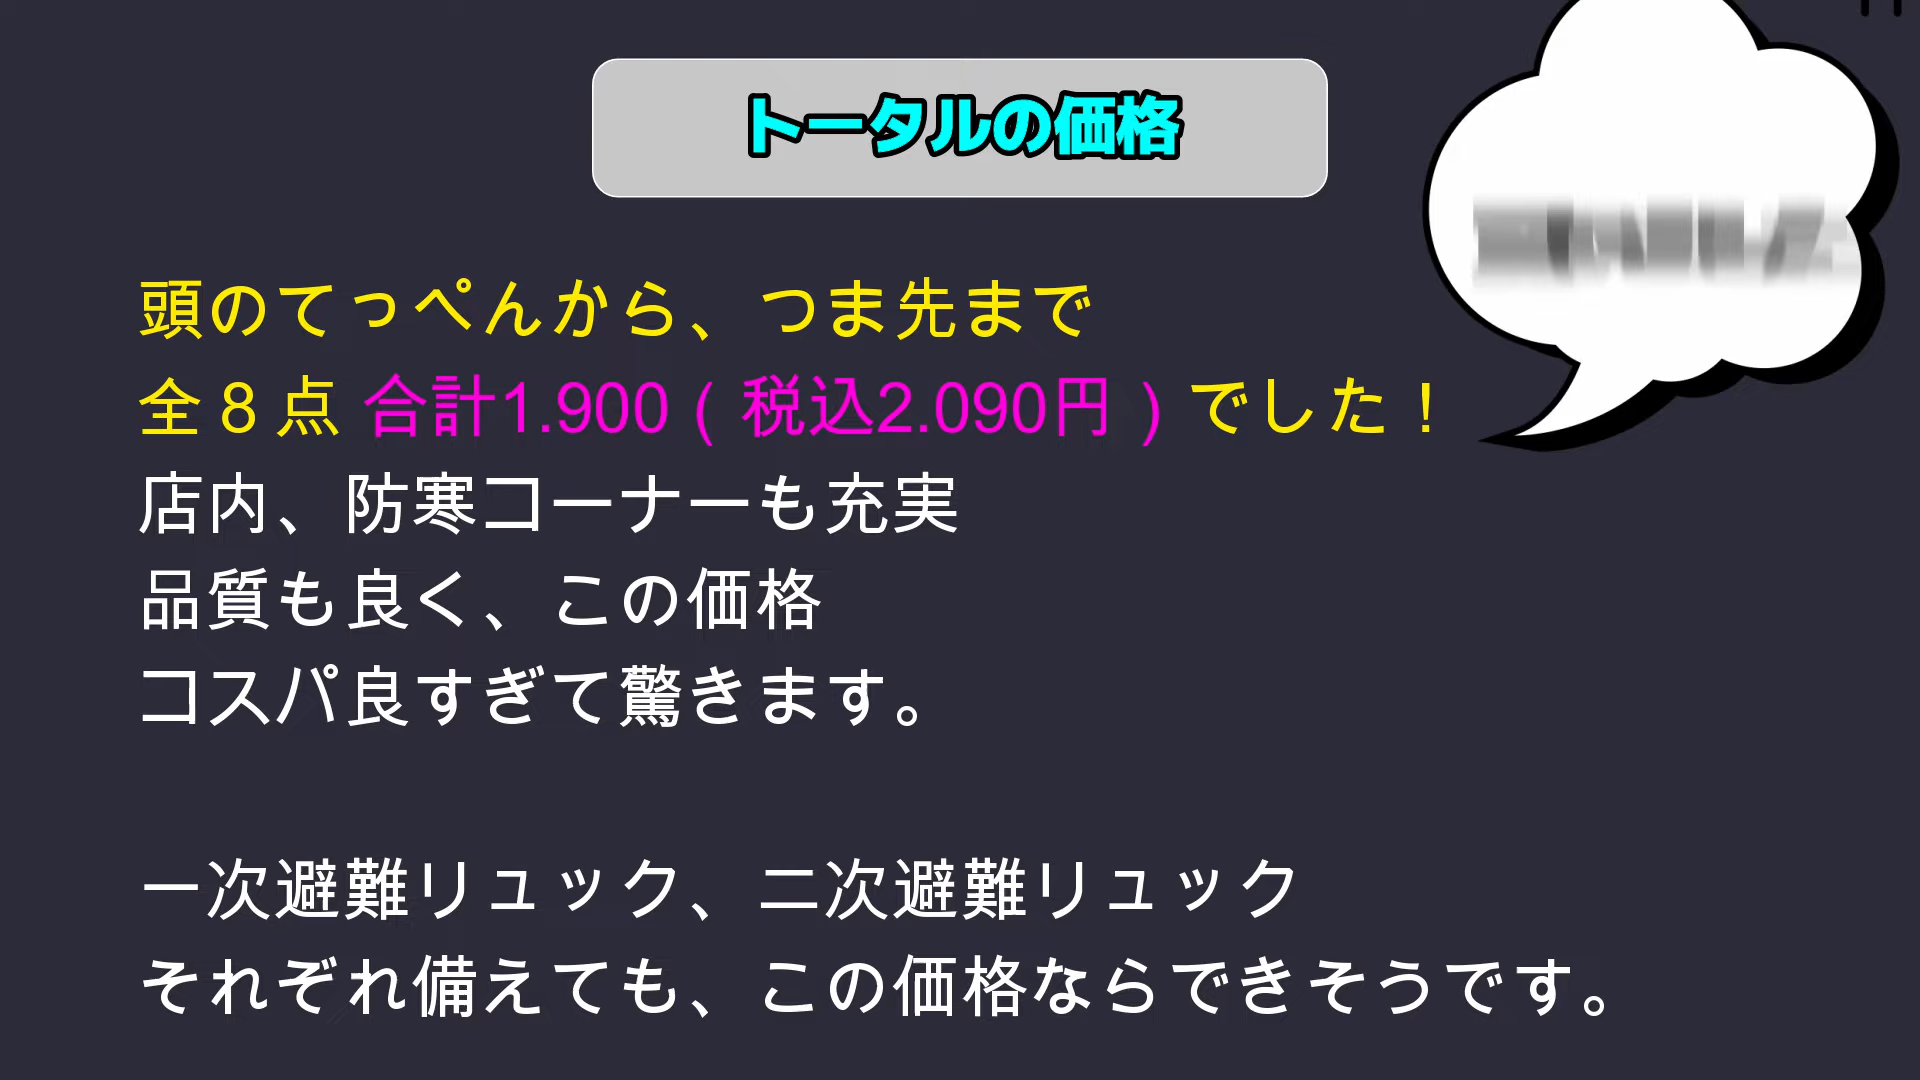 トータルの価格
頭のてっぺんから、つま先まで
全８点 合計1.900（税込2.090円）でした！
店内、防寒コーナーも充実
品質も良く、この価格
コスパ良すぎて驚きます。
一次避難リュック、二次避難リュック
それぞれ備えても、この価格ならできそうです。